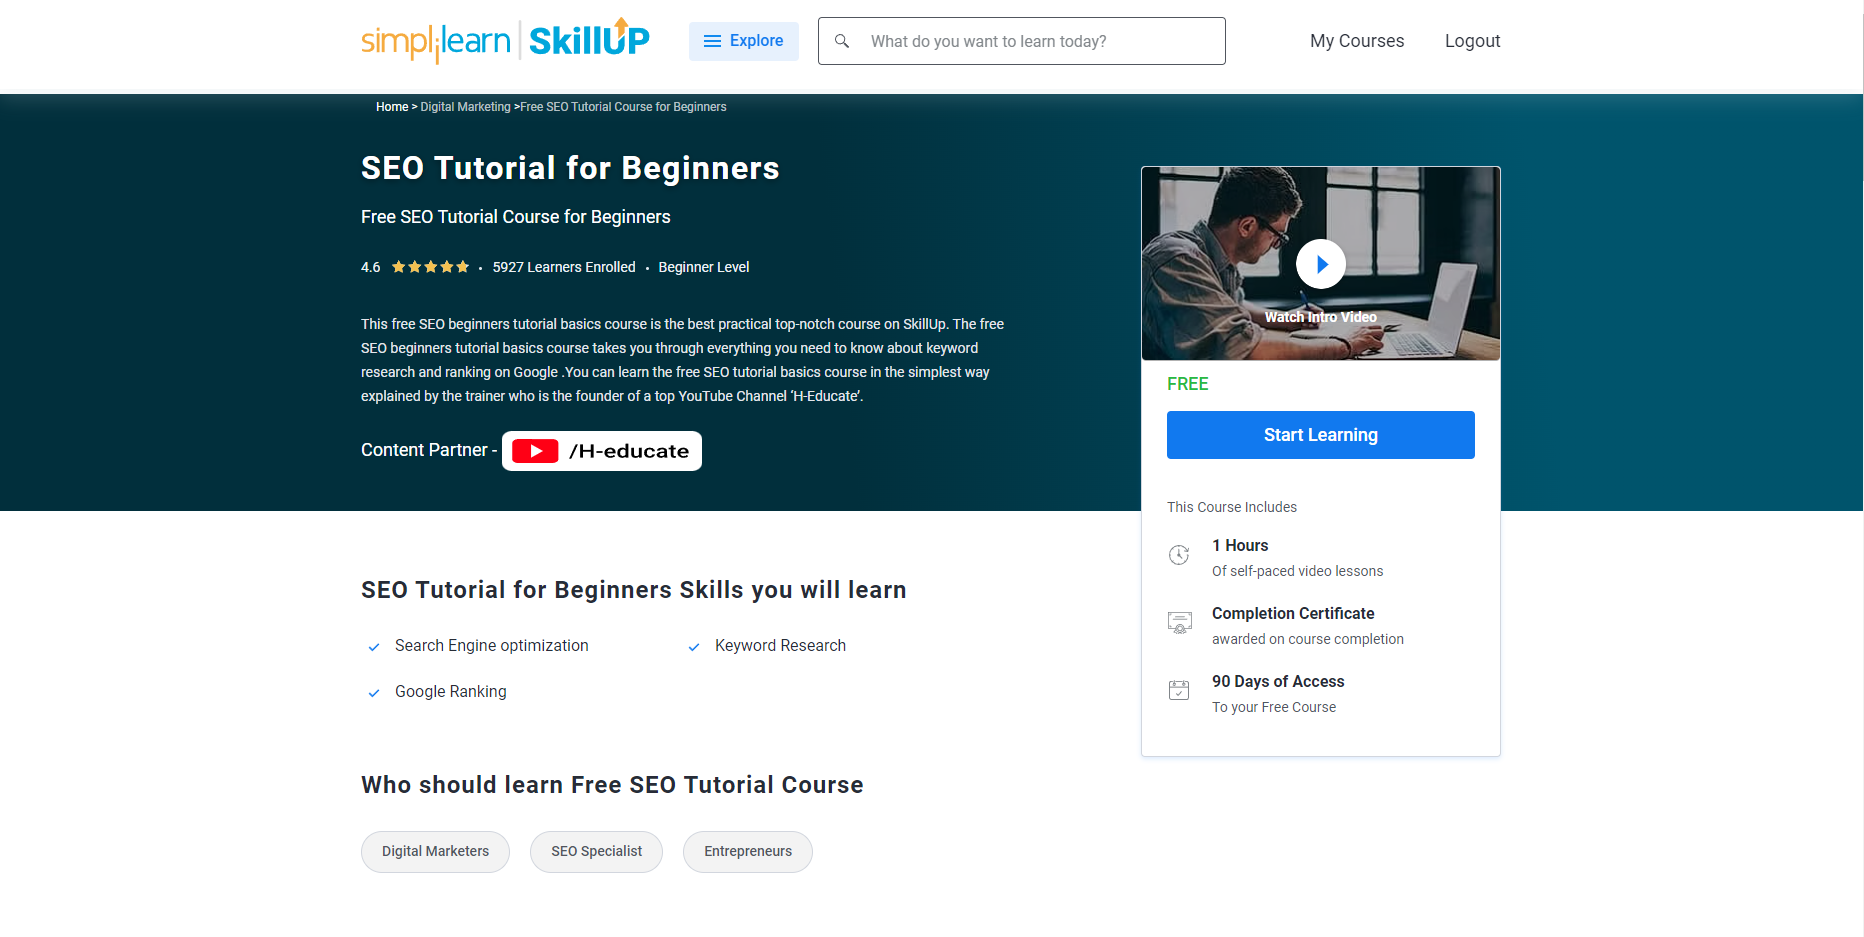 simplilearn | SkillUP
Explore
What do you want to learn today?
My Courses
Logout
Home > Digital Marketing >Free SEO Tutorial Course for Beginners
SEO Tutorial for Beginners
Free SEO Tutorial Course for Beginners
4.6 • 5927 Learners Enrolled • Beginner Level
This free SEO beginners tutorial basics course is the best practical top-notch course on SkillUp. The free
SEO beginners tutorial basics course takes you through everything you need to know about keyword
research and ranking on Google .You can learn the free SEO tutorial basics course in the simplest way
explained by the trainer who is the founder of a top YouTube Channel ‘H-Educate’.
Content Partner - /H-educate
Watch Intro Video
FREE
Start Learning
This Course Includes
1 Hours
Of self-paced video lessons
Completion Certificate
awarded on course completion
90 Days of Access
To your Free Course
SEO Tutorial for Beginners Skills you will learn
Search Engine optimization
Keyword Research
Google Ranking
Who should learn Free SEO Tutorial Course
Digital Marketers
SEO Specialist
Entrepreneurs